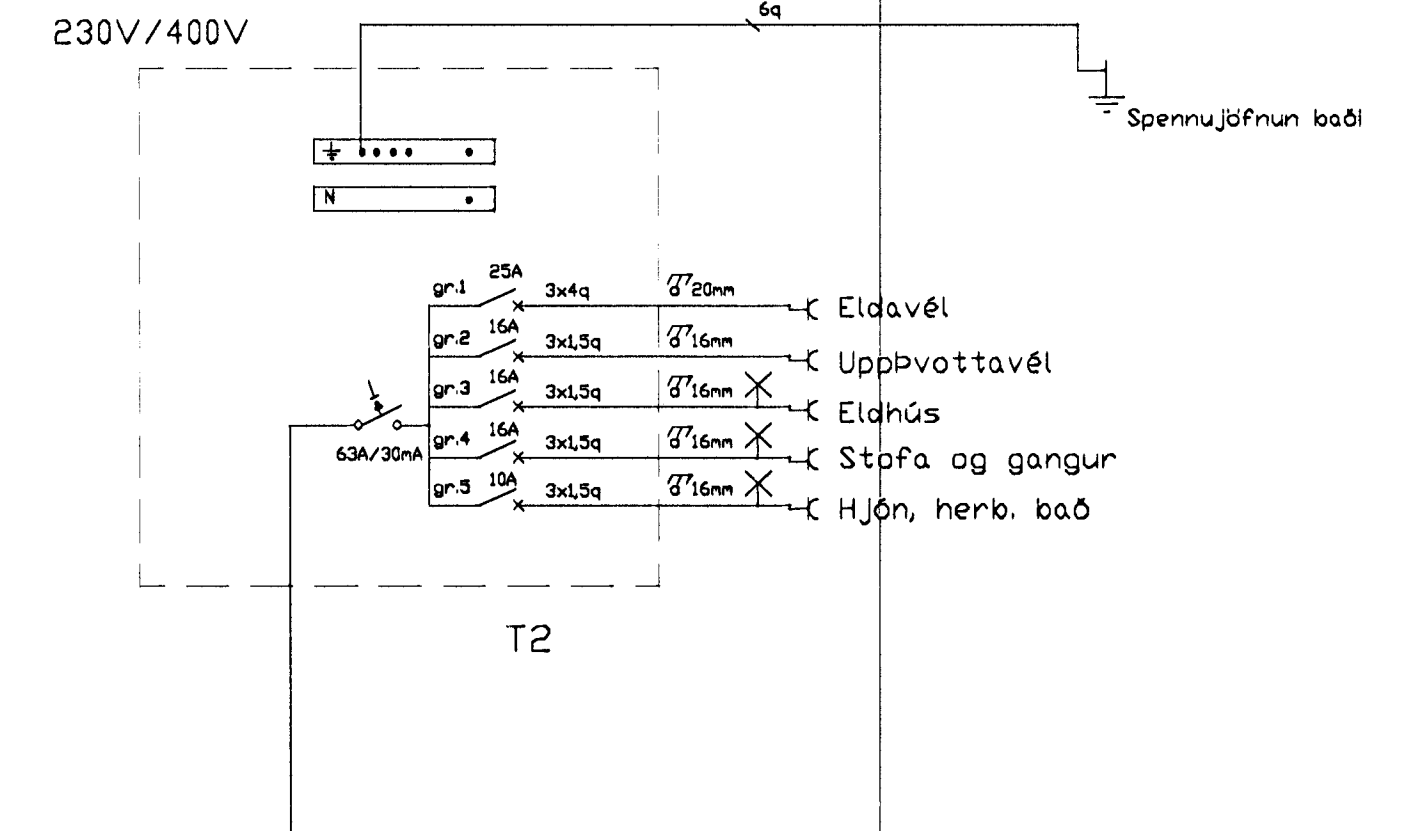 6q
230V/400V
Spennujöfnun baði
N
gr.1 25A 3x4q 20mm Eldavél
gr.2 16A 3x1,5q 16mm Uppþvottavél
gr.3 16A 3x1,5q 16mm Eldhús
gr.4 16A 3x1,5q 16mm Stofa og gangur
gr.5 10A 3x1,5q 16mm Hjón, herb. bað
63A/30mA
T2